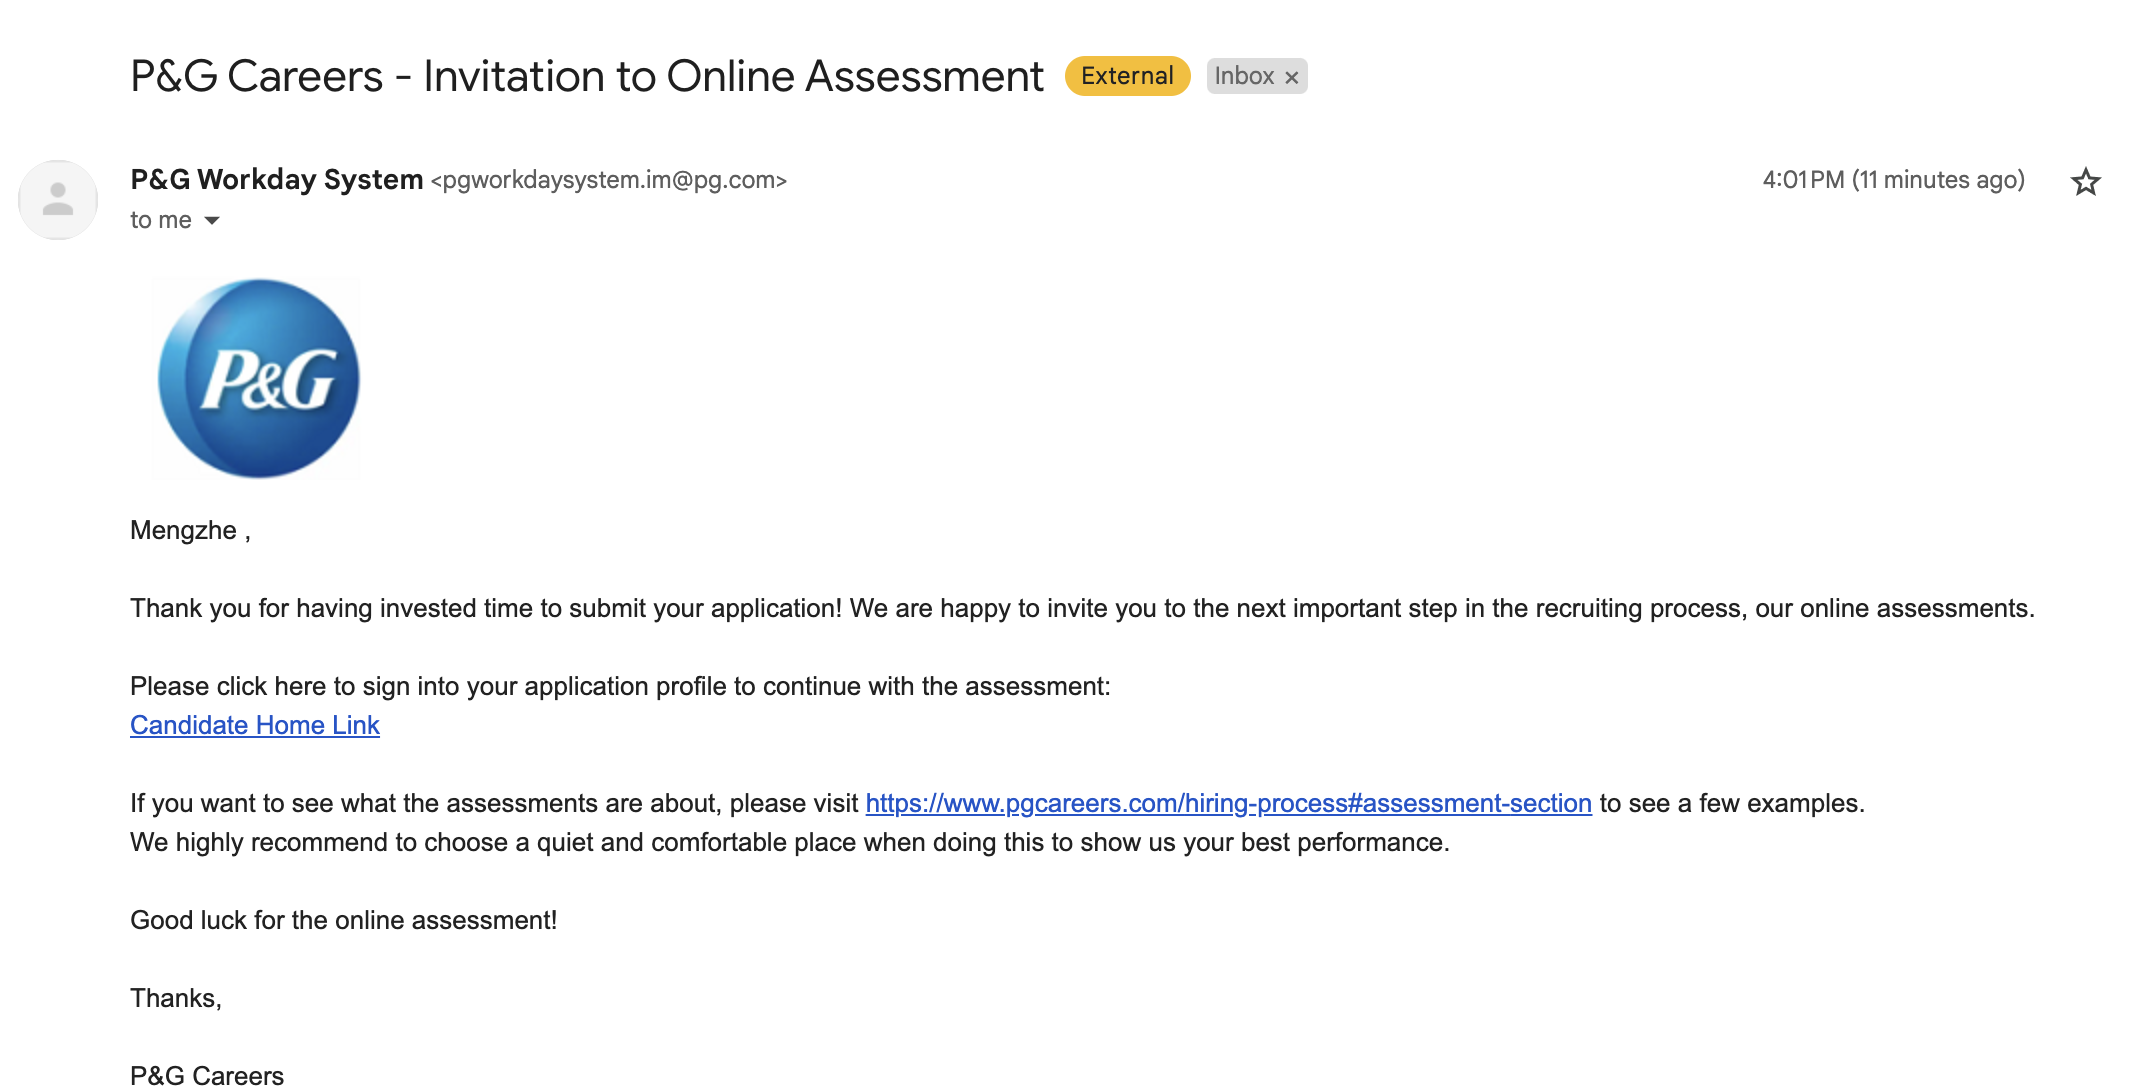 P&G Careers - Invitation to Online Assessment External Inbox ×
P&G Workday System <pgworkdaysystem.im@pg.com> 4:01 PM (11 minutes ago)
to me
P&G
Mengzhe ,
Thank you for having invested time to submit your application! We are happy to invite you to the next important step in the recruiting process, our online assessments.
Please click here to sign into your application profile to continue with the assessment:
Candidate Home Link
If you want to see what the assessments are about, please visit https://www.pgcareers.com/hiring-process#assessment-section to see a few examples.
We highly recommend to choose a quiet and comfortable place when doing this to show us your best performance.
Good luck for the online assessment!
Thanks,
P&G Careers